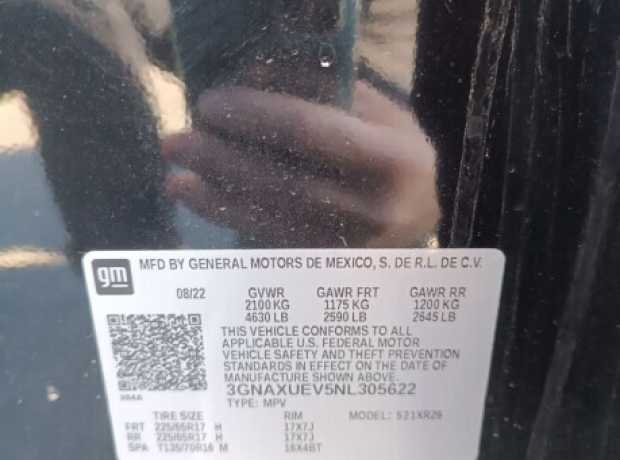 gm
MFD BY GENERAL MOTORS DE MEXICO, S. DE R.L. DE C.V.
08/22 GVWR GAWR FRT GAWR RR
2100 KG 1175 KG 1200 KG
4630 LB 2590 LB 2645 LB
THIS VEHICLE CONFORMS TO ALL
APPLICABLE U.S. FEDERAL MOTOR
VEHICLE SAFETY AND THEFT PREVENTION
STANDARDS IN EFFECT ON THE DATE OF
MANUFACTURE SHOWN ABOVE.
3GNAXUEV5NL305622
TYPE: MPV
TIRE SIZE RIM MODEL:
FRT 225/65R17 H 17X7J
RR 225/65R17 H 17X7J
SPA T135/70R16 M 16X4BT